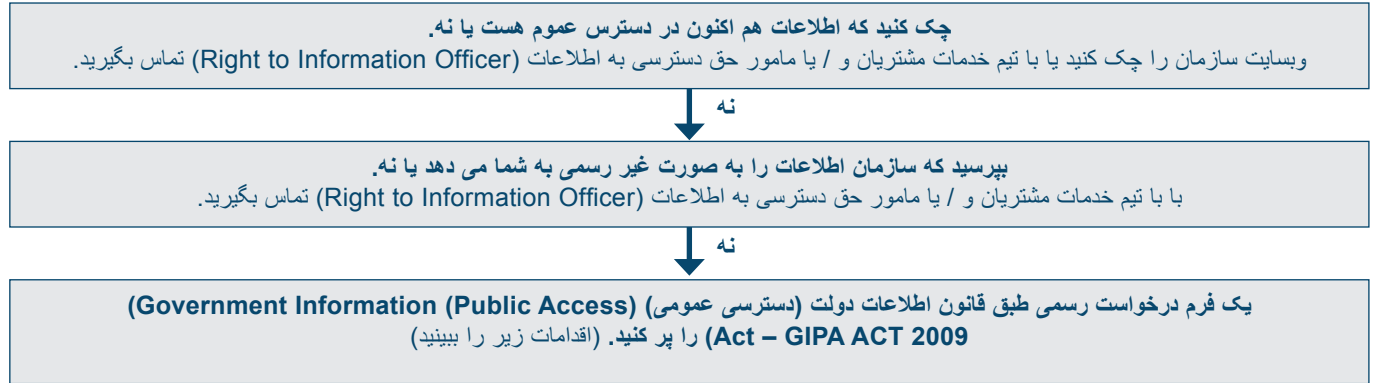 چک کنید که اطلاعات هم اکنون در دسترس عموم هست یا نه.
وبسایت سازمان را چک کنید یا با تیم خدمات مشتریان و / یا مامور حق دسترسی به اطلاعات (Right to Information Officer) تماس بگیرید.
نه
بپرسید که سازمان اطلاعات را به صورت غیر رسمی به شما می دهد یا نه.
با با تیم خدمات مشتریان و / یا مامور حق دسترسی به اطلاعات (Right to Information Officer) تماس بگیرید.
نه
یک فرم درخواست رسمی طبق قانون اطلاعات دولت (دسترسی عمومی) (Government Information (Public Access)
Act – GIPA ACT 2009) را پر کنید. (اقدامات زیر را ببینید)